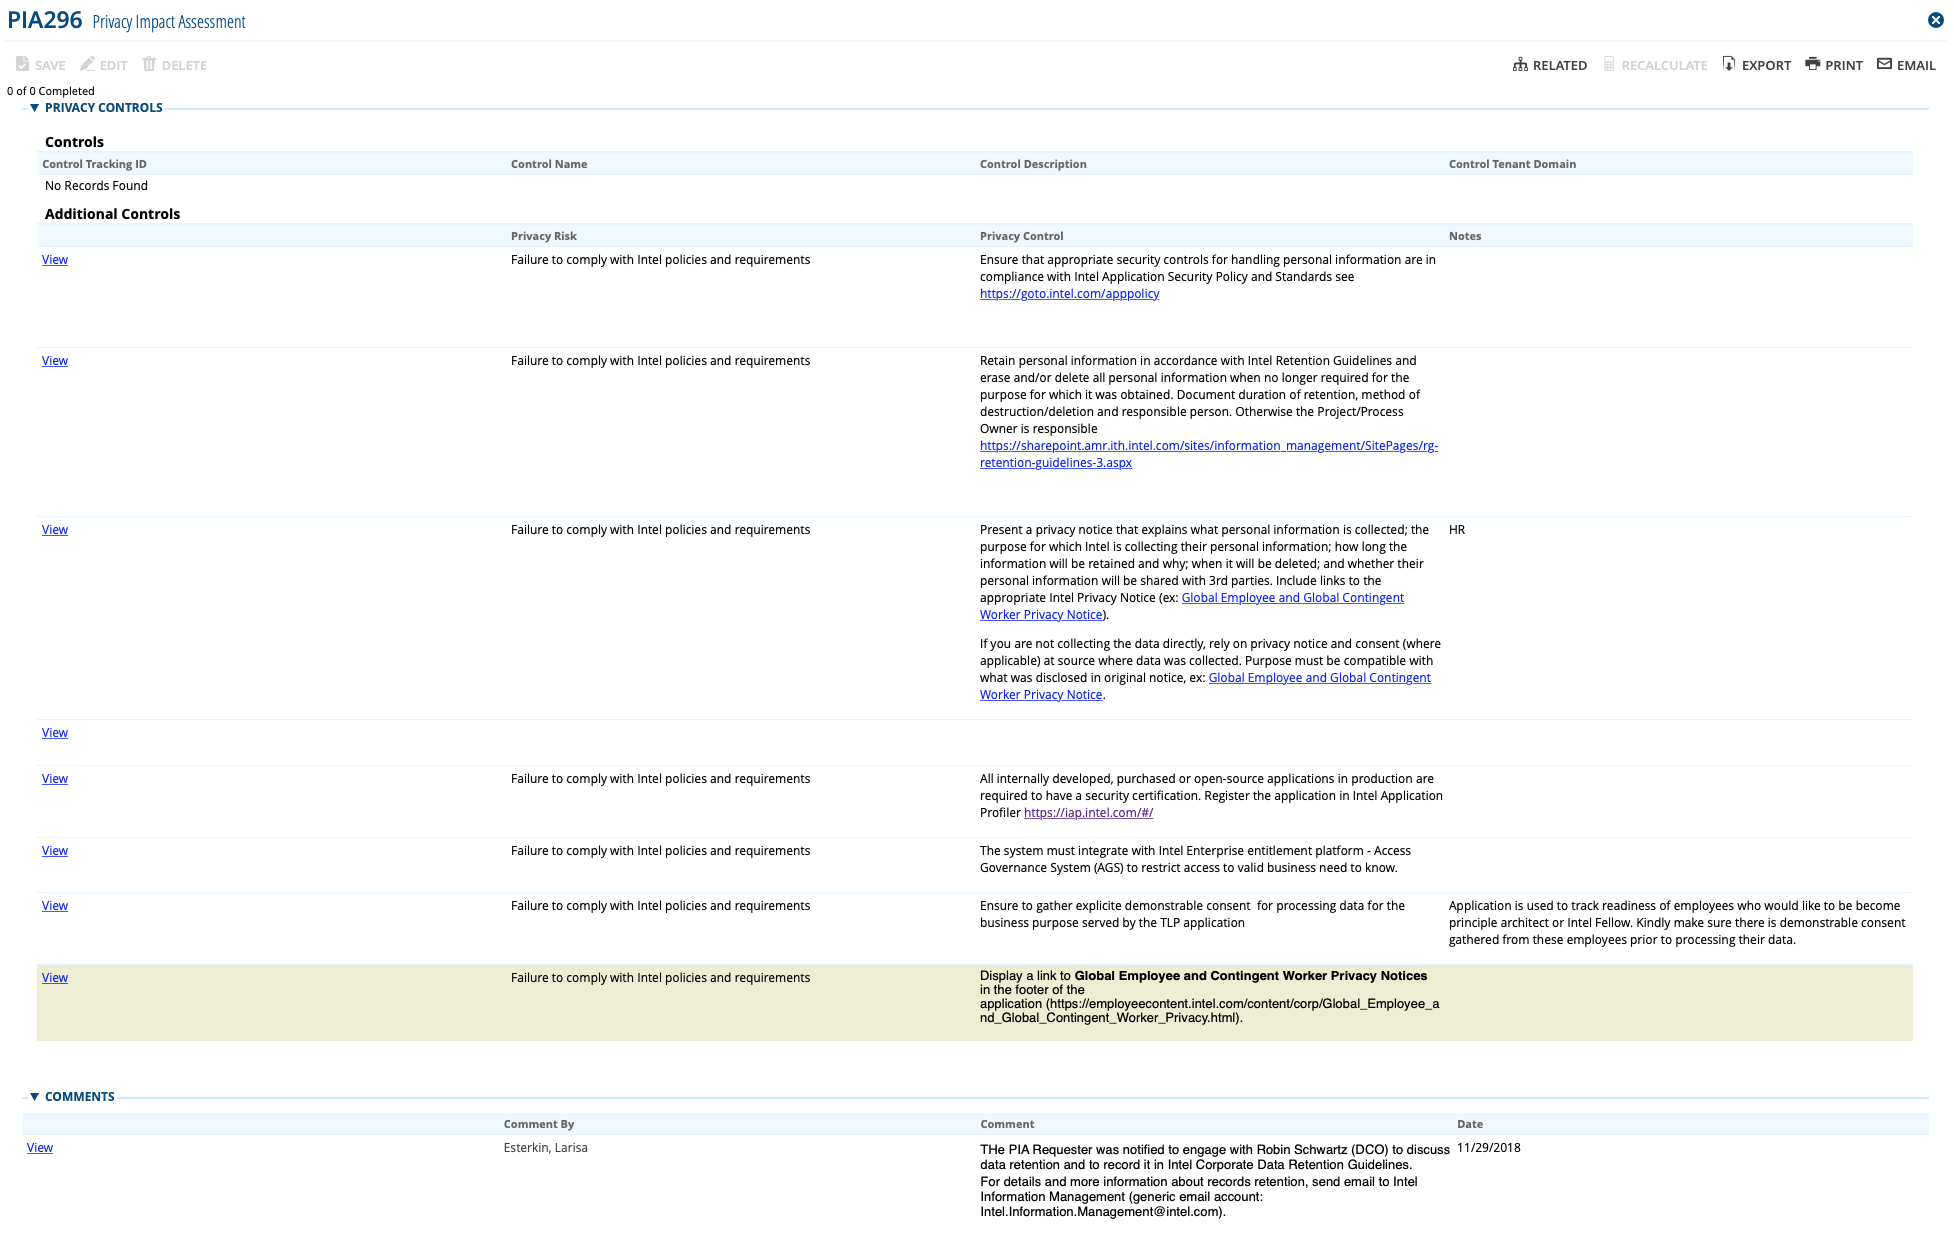 PIA296 Privacy Impact Assessment
SAVE EDIT DELETE RELATED RECALCULATE EXPORT PRINT EMAIL
0 of 0 Completed
PRIVACY CONTROLS
Controls
Control Tracking ID Control Name Control Description Control Tenant Domain
No Records Found
Additional Controls
Privacy Risk Privacy Control Notes
View Failure to comply with Intel policies and requirements Ensure that appropriate security controls for handling personal information are in
compliance with Intel Application Security Policy and Standards see
https://goto.intel.com/apppolicy
View Failure to comply with Intel policies and requirements Retain personal information in accordance with Intel Retention Guidelines and
erase and/or delete all personal information when no longer required for the
purpose for which it was obtained. Document duration of retention, method of
destruction/deletion and responsible person. Otherwise the Project/Process
Owner is responsible
https://sharepoint.amr.ith.intel.com/sites/information_management/SitePages/rg-
retention-guidelines-3.aspx
View Failure to comply with Intel policies and requirements Present a privacy notice that explains what personal information is collected; the HR
purpose for which Intel is collecting their personal information; how long the
information will be retained and why; when it will be deleted; and whether their
personal information will be shared with 3rd parties. Include links to the
appropriate Intel Privacy Notice (ex: Global Employee and Global Contingent
Worker Privacy Notice).
If you are not collecting the data directly, rely on privacy notice and consent (where
applicable) at source where data was collected. Purpose must be compatible with
what was disclosed in original notice, ex: Global Employee and Global Contingent
Worker Privacy Notice.
View
View Failure to comply with Intel policies and requirements All internally developed, purchased or open-source applications in production are
required to have a security certification. Register the application in Intel Application
Profiler https://iap.intel.com/#/
View Failure to comply with Intel policies and requirements The system must integrate with Intel Enterprise entitlement platform - Access
Governance System (AGS) to restrict access to valid business need to know.
View Failure to comply with Intel policies and requirements Ensure to gather explicite demonstrable consent for processing data for the Application is used to track readiness of employees who would like to be become
business purpose served by the TLP application principle architect or Intel Fellow. Kindly make sure there is demonstrable consent
gathered from these employees prior to processing their data.
View Failure to comply with Intel policies and requirements Display a link to Global Employee and Contingent Worker Privacy Notices
in the footer of the
application (https://employeecontent.intel.com/content/corp/Global_Employee_a
nd_Global_Contingent_Worker_Privacy.html).
COMMENTS
Comment By Comment Date
View Esterkin, Larisa THe PIA Requester was notified to engage with Robin Schwartz (DCO) to discuss 11/29/2018
data retention and to record it in Intel Corporate Data Retention Guidelines.
For details and more information about records retention, send email to Intel
Information Management (generic email account:
Intel.Information.Management@intel.com).